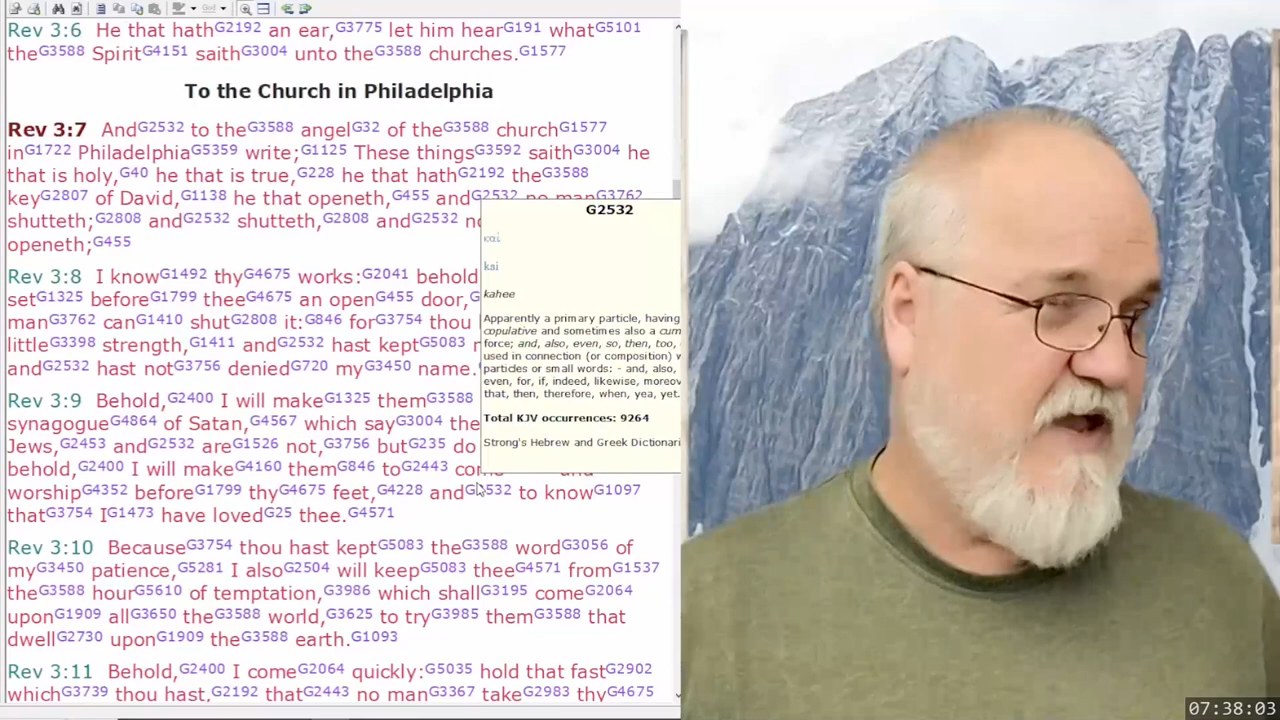 Rev 3:6 He that hathG2192 an ear,G3775 let him hearG191 whatG5101
theG3588 SpiritG4151 saithG3004 unto theG3588 churches.G1577
To the Church in Philadelphia
Rev 3:7 AndG2532 to theG3588 angelG32 of theG3588 churchG1577
inG1722 PhiladelphiaG5359 write;G1125 These thingsG3592 saithG3004 he
that is holy,G40 he that is true,G228 he that hathG2192 theG3588
keyG2807 of David,G1138 he that openeth,G455 andG2532 no manG3762
shutteth;G2808 andG2532 shutteth,G2808 andG2532
openeth;G455
Rev 3:8 I knowG1492 thyG4675 works:G2041 behold
setG1325 beforeG1799 theeG4675 an openG455 door,
manG3762 canG1410 shutG2808 it:G846 forG3754 thou
littleG3398 strength,G1411 andG2532 hast keptG5083
andG2532 hast notG3756 deniedG720 myG3450 name.
Rev 3:9 Behold,G2400 I will makeG1325 themG3588
synagogueG4864 of Satan,G4567 which sayG3004 the
Jews,G2453 andG2532 areG1526 not,G3756 butG235 do
behold,G2400 I will makeG4160 themG846 toG2443 come and
worshipG4352 beforeG1799 thyG4675 feet,G4228 andG2532 to knowG1097
thatG3754 IG1473 have lovedG25 thee.G4571
Rev 3:10 BecauseG3754 thou hast keptG5083 theG3588 wordG3056 of
myG3450 patience,G5281 I alsoG2504 will keepG5083 theeG4571 fromG1537
theG3588 hourG5610 of temptation,G3986 which shallG3195 comeG2064
uponG1909 allG3650 theG3588 world,G3625 to tryG3985 themG3588 that
dwellG2730 uponG1909 theG3588 earth.G1093
Rev 3:11 Behold,G2400 I comeG2064 quickly:G5035 hold that fastG2902
whichG3739 thou hast,G2192 thatG2443 no manG3367 takeG2983 thyG4675
G2532
καί
kai
kahee
Apparently a primary particle, having
copulative and sometimes also a cum
force; and, also, even, so, then, too,
used in connection (or composition) w
particles or small words: - and, also,
even, for, if, indeed, likewise, moreov
that, then, therefore, when, yea, yet.
Total KJV occurrences: 9264
Strong's Hebrew and Greek Dictionari
07:38:03